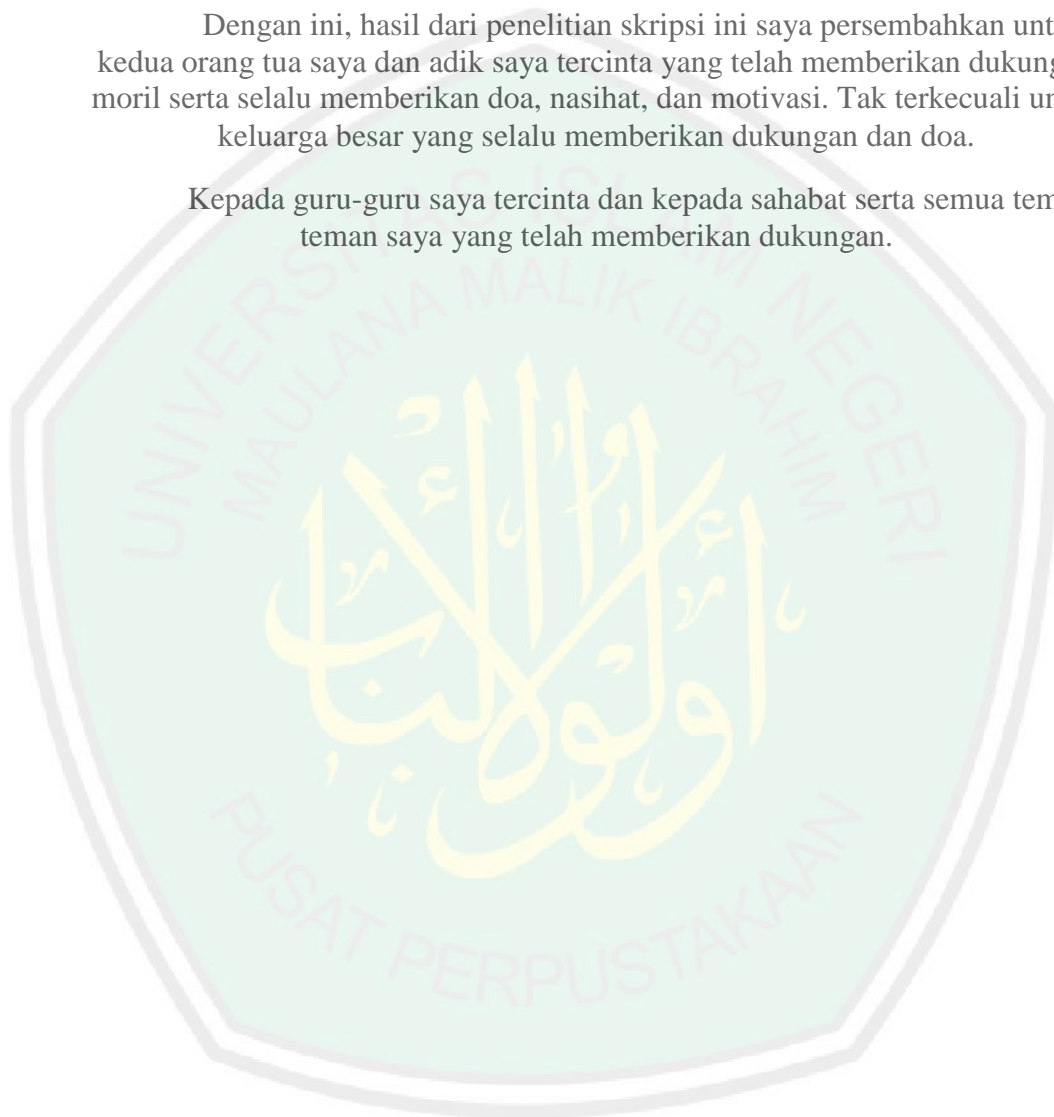 Dengan ini, hasil dari penelitian skripsi ini saya persembahkan unt
kedua orang tua saya dan adik saya tercinta yang telah memberikan dukung
moril serta selalu memberikan doa, nasihat, dan motivasi. Tak terkecuali un
keluarga besar yang selalu memberikan dukungan dan doa.
Kepada guru-guru saya tercinta dan kepada sahabat serta semua tem
teman saya yang telah memberikan dukungan.
UNIVERSITAS ISLAM NEGERI
MAULANA MALIK IBRAHIM
أولو الألباب
PUSAT PERPUSTAKAAN